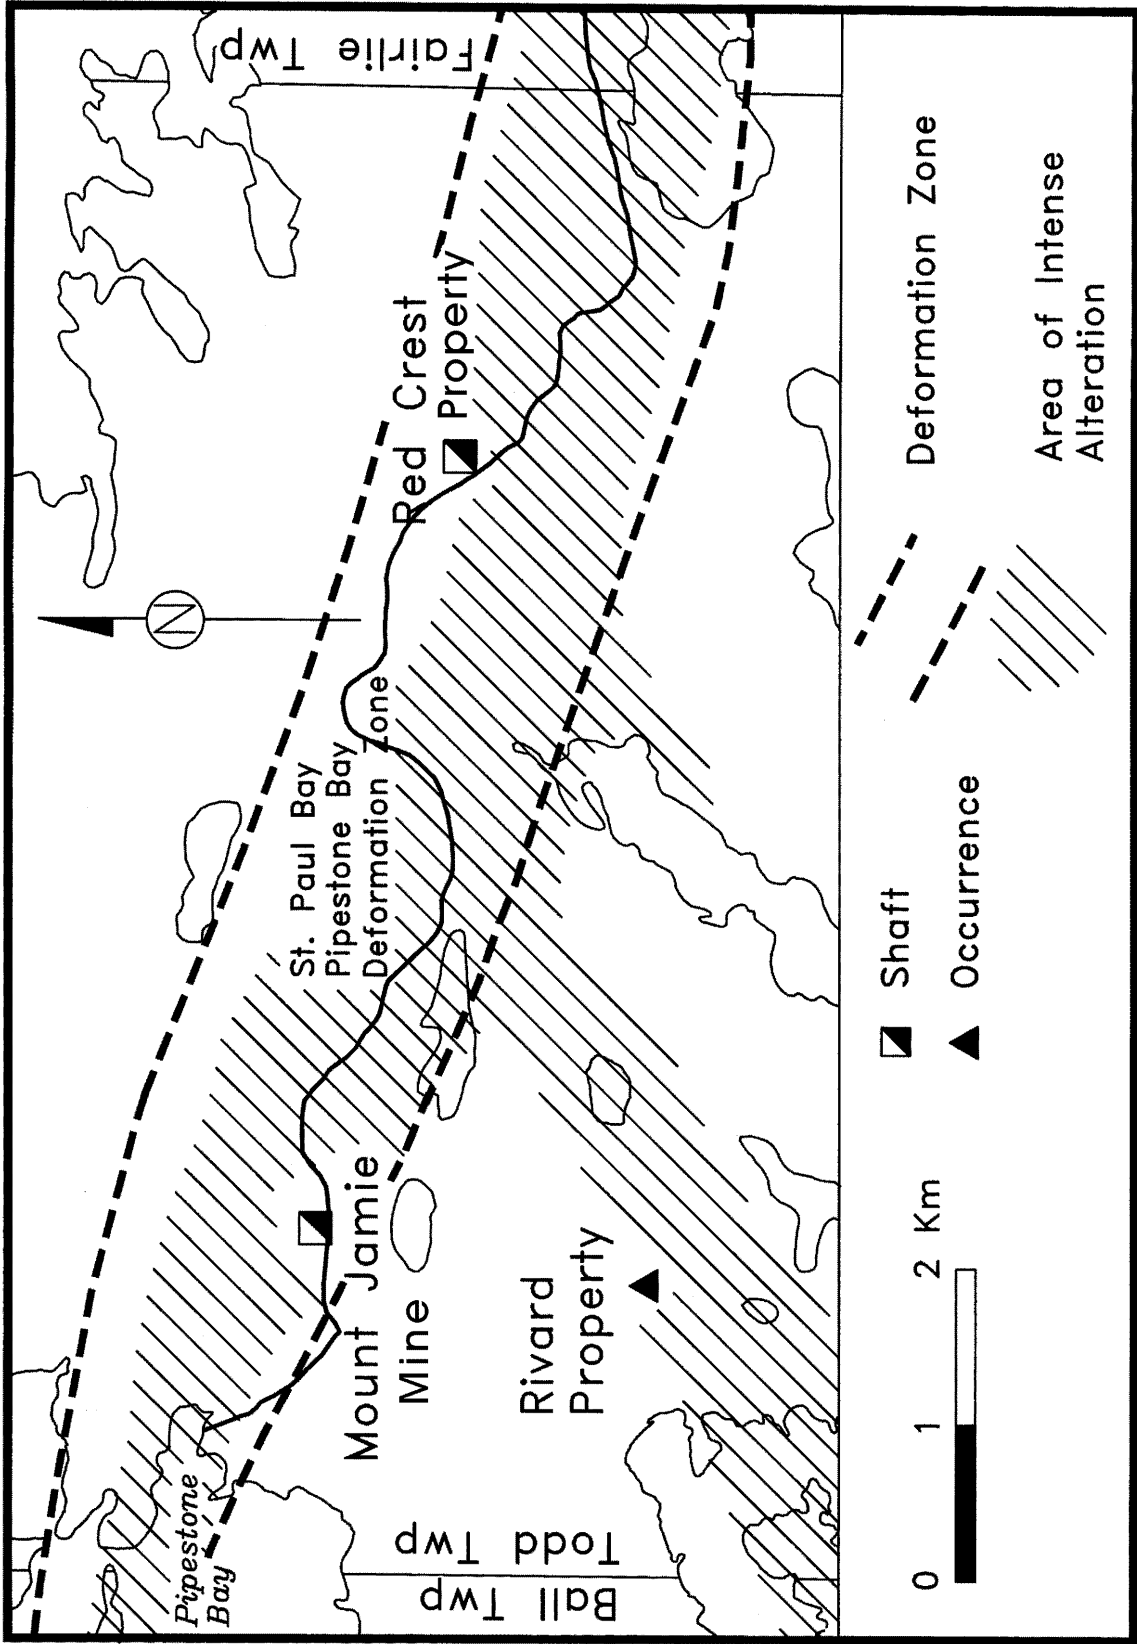 Fairlie Twp
Red Crest
Property
N
St. Paul Bay
Pipestone Bay
Deformation Zone
Mount Jamie
Mine
Rivard
Property
Pipestone
Bay
Todd Twp
Ball Twp
Shaft
Occurrence
Deformation Zone
Area of Intense
Alteration
0 1 2 Km